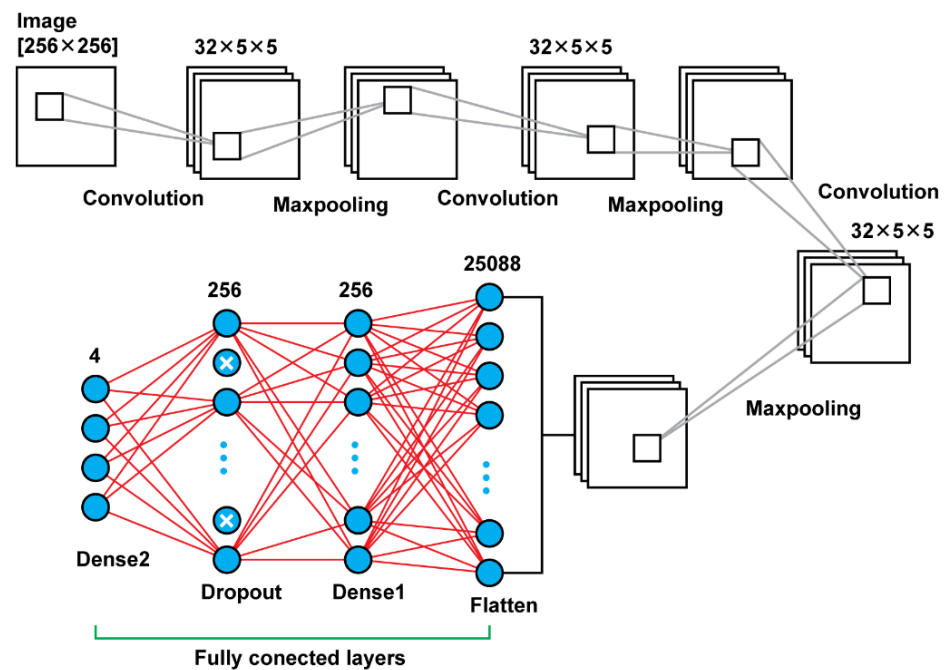 Image
[256×256]
32×5×5
32×5×5
Convolution
Maxpooling
Convolution
Maxpooling
Convolution
32×5×5
Maxpooling
25088
256
256
4
Dense2
Dropout
Dense1
Flatten
Fully conected layers